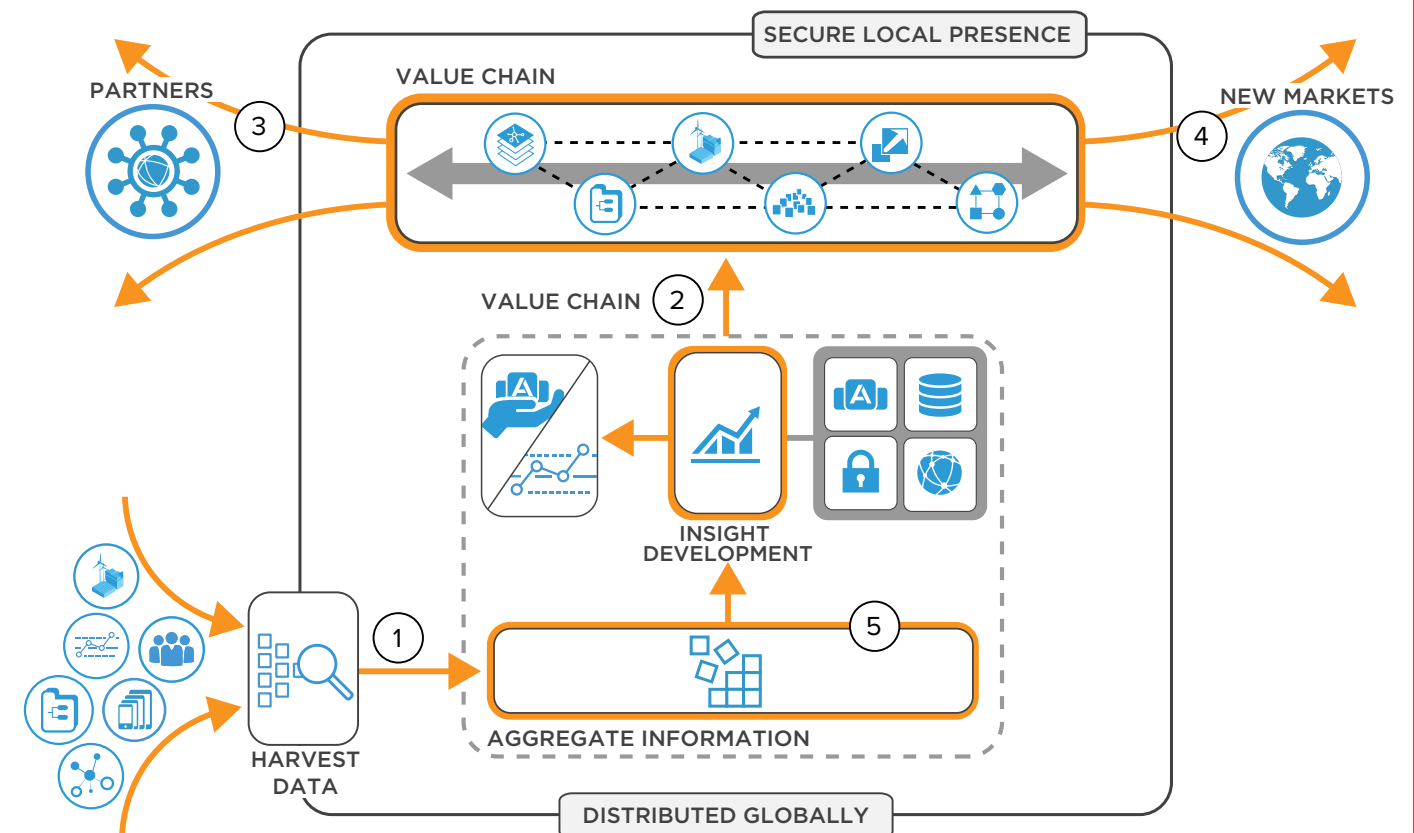 SECURE LOCAL PRESENCE
VALUE CHAIN
PARTNERS
3
NEW MARKETS
4
VALUE CHAIN
2
A
A
INSIGHT
DEVELOPMENT
1
5
AGGREGATE INFORMATION
HARVEST
DATA
DISTRIBUTED GLOBALLY